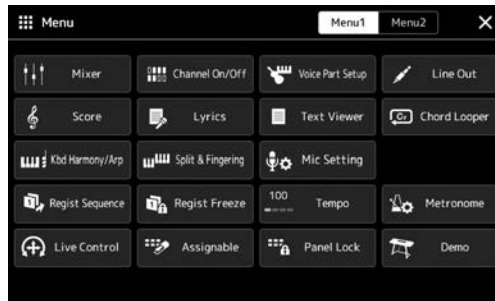 Menu Menu1 Menu2
Mixer Channel On/Off Voice Part Setup Line Out
Score Lyrics Text Viewer Cr Chord Looper
Kbd Harmony/Arp Split & Fingering Mic Setting
Regist Sequence Regist Freeze 100 Tempo Metronome
Live Control Assignable Panel Lock Demo